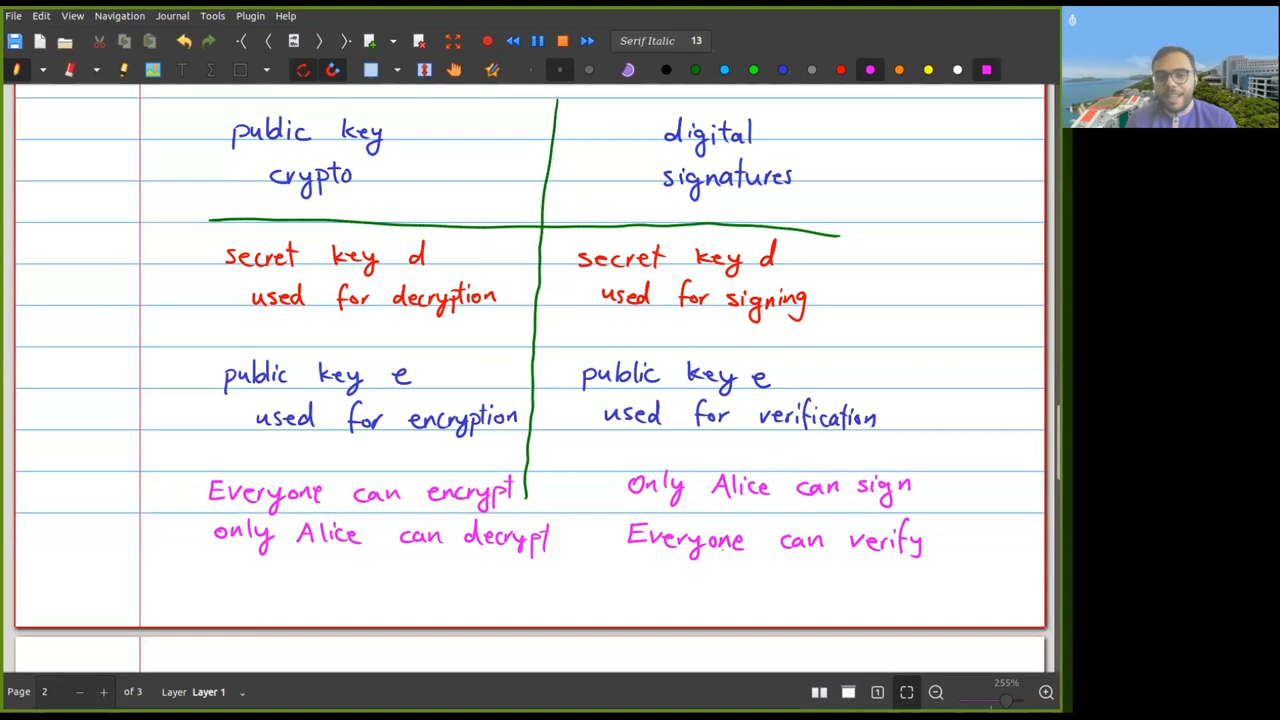 File Edit View Navigation Journal Tools Plugin Help
Serif Italic 13
public key
crypto
digital
signatures
secret key d
used for decryption
secret key d
used for signing
public key e
used for encryption
public key e
used for verification
Everyone can encrypt
only Alice can decrypt
Only Alice can sign
Everyone can verify
Page 2 of 3 Layer Layer 1
255%